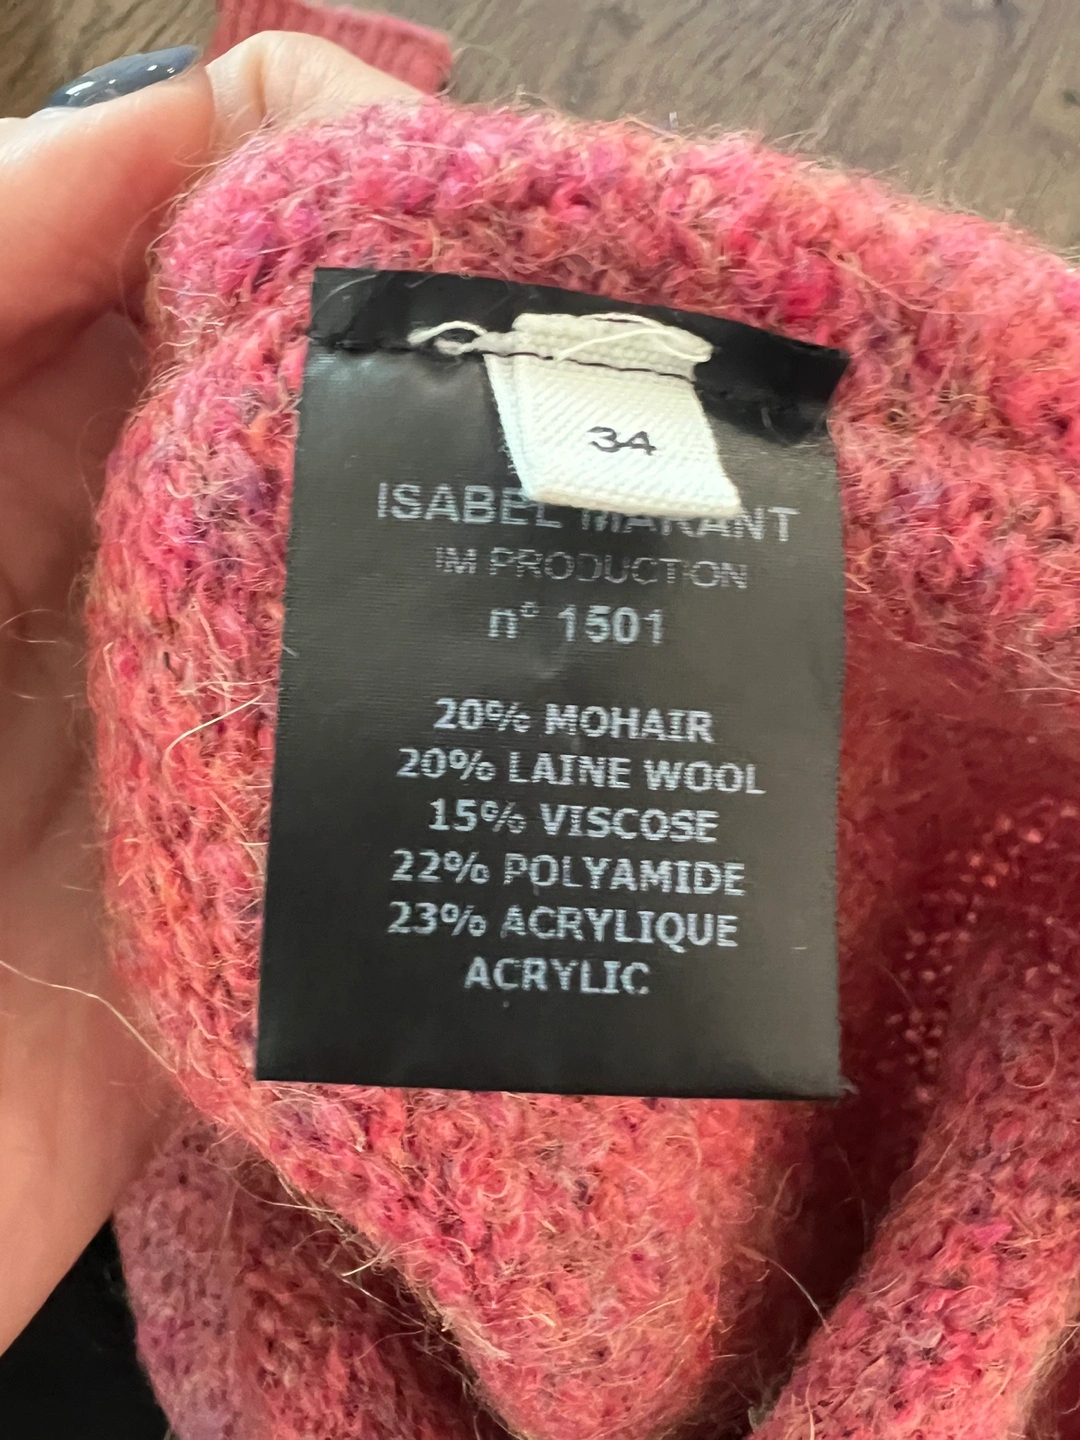 34
ISABEL MARANT
IM PRODUCTION
n° 1501
20% MOHAIR
20% LAINE WOOL
15% VISCOSE
22% POLYAMIDE
23% ACRYLIQUE
ACRYLIC